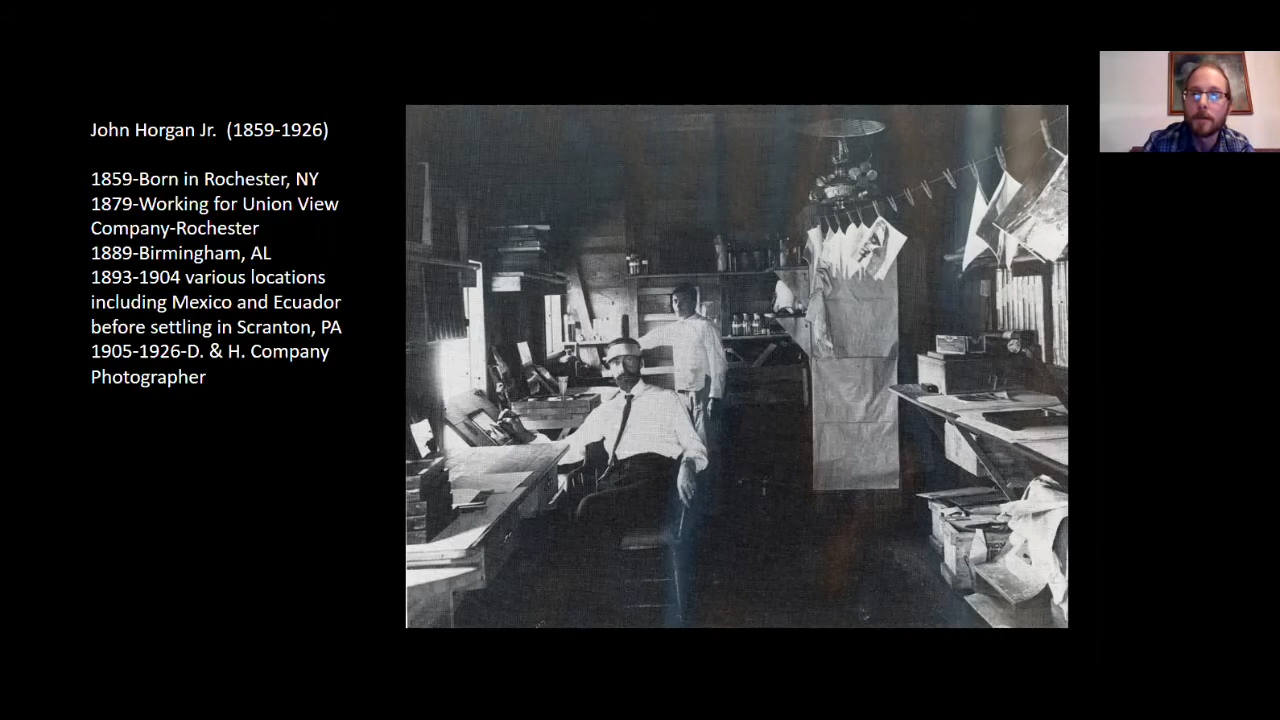 John Horgan Jr.  (1859-1926)
1859-Born in Rochester, NY
1879-Working for Union View
Company-Rochester
1889-Birmingham, AL
1893-1904 various locations
including Mexico and Ecuador
before settling in Scranton, PA
1905-1926-D. & H. Company
Photographer